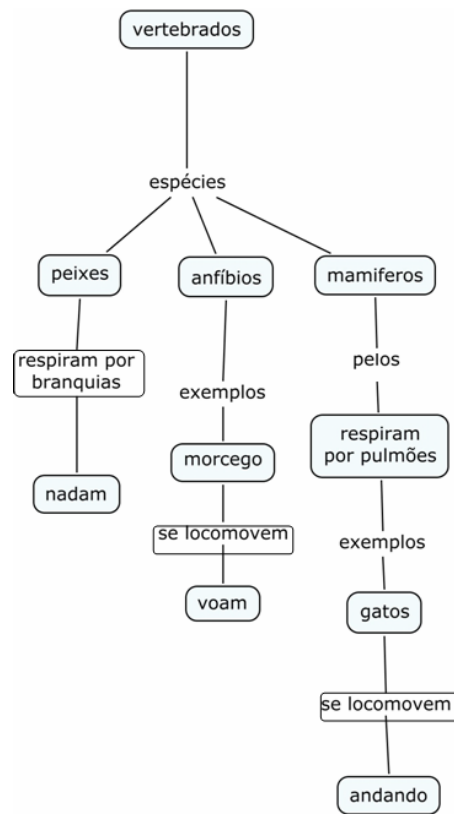 vertebrados
espécies
peixes
anfíbios
mamiferos
respiram por
branquias
nadam
exemplos
morcego
se locomovem
voam
pelos
respiram
por pulmões
exemplos
gatos
se locomovem
andando